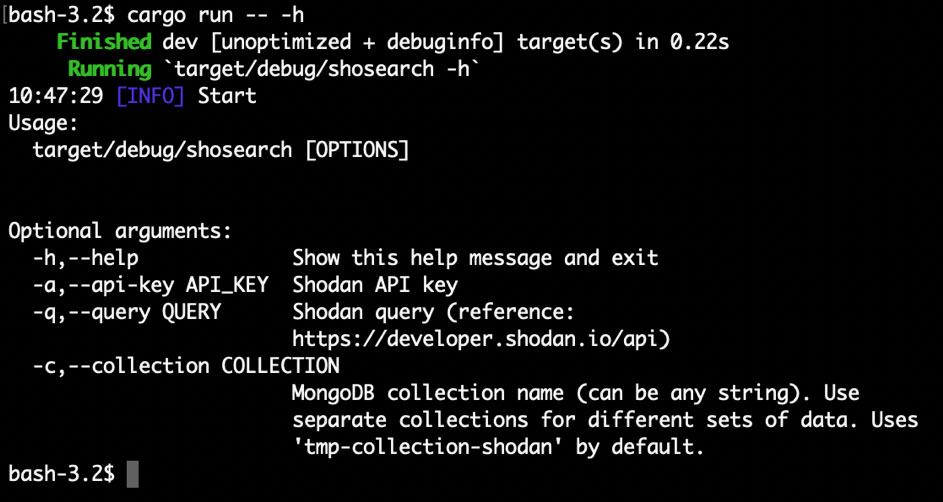 [bash-3.2$ cargo run -- -h
Finished dev [unoptimized + debuginfo] target(s) in 0.22s
Running `target/debug/shosearch -h`
10:47:29 [INFO] Start
Usage:
target/debug/shosearch [OPTIONS]
Optional arguments:
-h,--help Show this help message and exit
-a,--api-key API_KEY Shodan API key
-q,--query QUERY Shodan query (reference:
https://developer.shodan.io/api)
-c,--collection COLLECTION
MongoDB collection name (can be any string). Use
separate collections for different sets of data. Uses
'tmp-collection-shodan' by default.
bash-3.2$